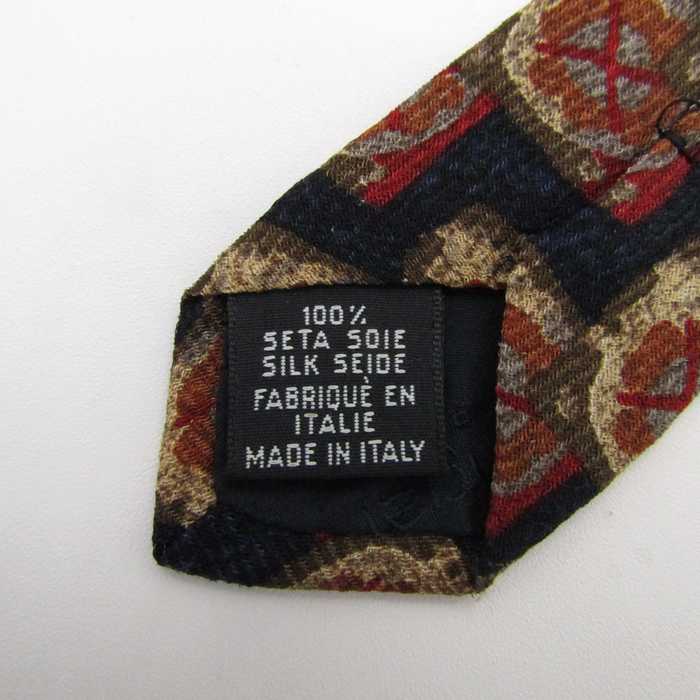 100%
SETA SOIE
SILK SEIDE
FABRIQUÈ EN
ITALIE
MADE IN ITALY